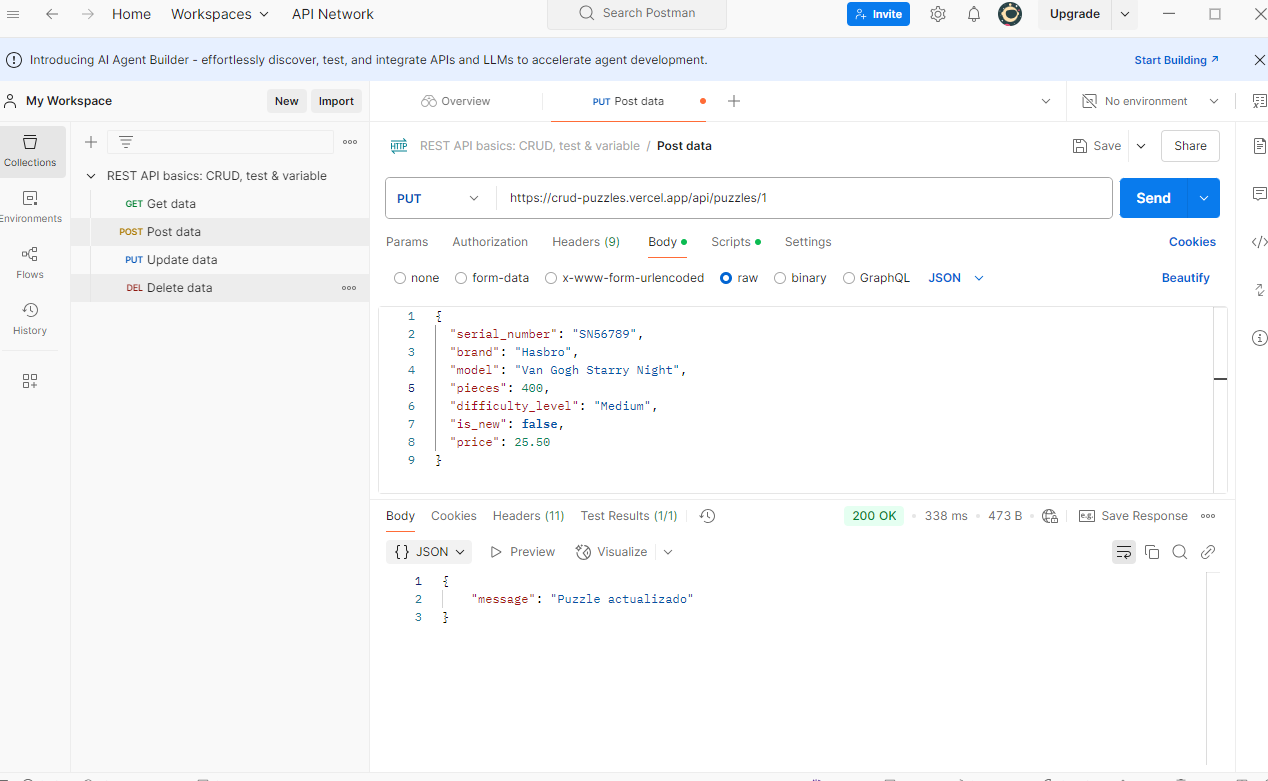 Home Workspaces API Network Search Postman Invite Upgrade
Introducing AI Agent Builder - effortlessly discover, test, and integrate APIs and LLMs to accelerate agent development. Start Building
My Workspace New Import Overview PUT Post data No environment
Collections
Environments
Flows
History
REST API basics: CRUD, test & variable
GET Get data
POST Post data
PUT Update data
DEL Delete data
HTTP REST API basics: CRUD, test & variable / Post data Save Share
PUT https://crud-puzzles.vercel.app/api/puzzles/1 Send
Params Authorization Headers (9) Body Scripts Settings Cookies
none form-data x-www-form-urlencoded raw binary GraphQL JSON Beautify
1 {
2 "serial_number": "SN56789",
3 "brand": "Hasbro",
4 "model": "Van Gogh Starry Night",
5 "pieces": 400,
6 "difficulty_level": "Medium",
7 "is_new": false,
8 "price": 25.50
9 }
Body Cookies Headers (11) Test Results (1/1) 200 OK 338 ms 473 B e.g. Save Response
{} JSON Preview Visualize
1 {
2 "message": "Puzzle actualizado"
3 }